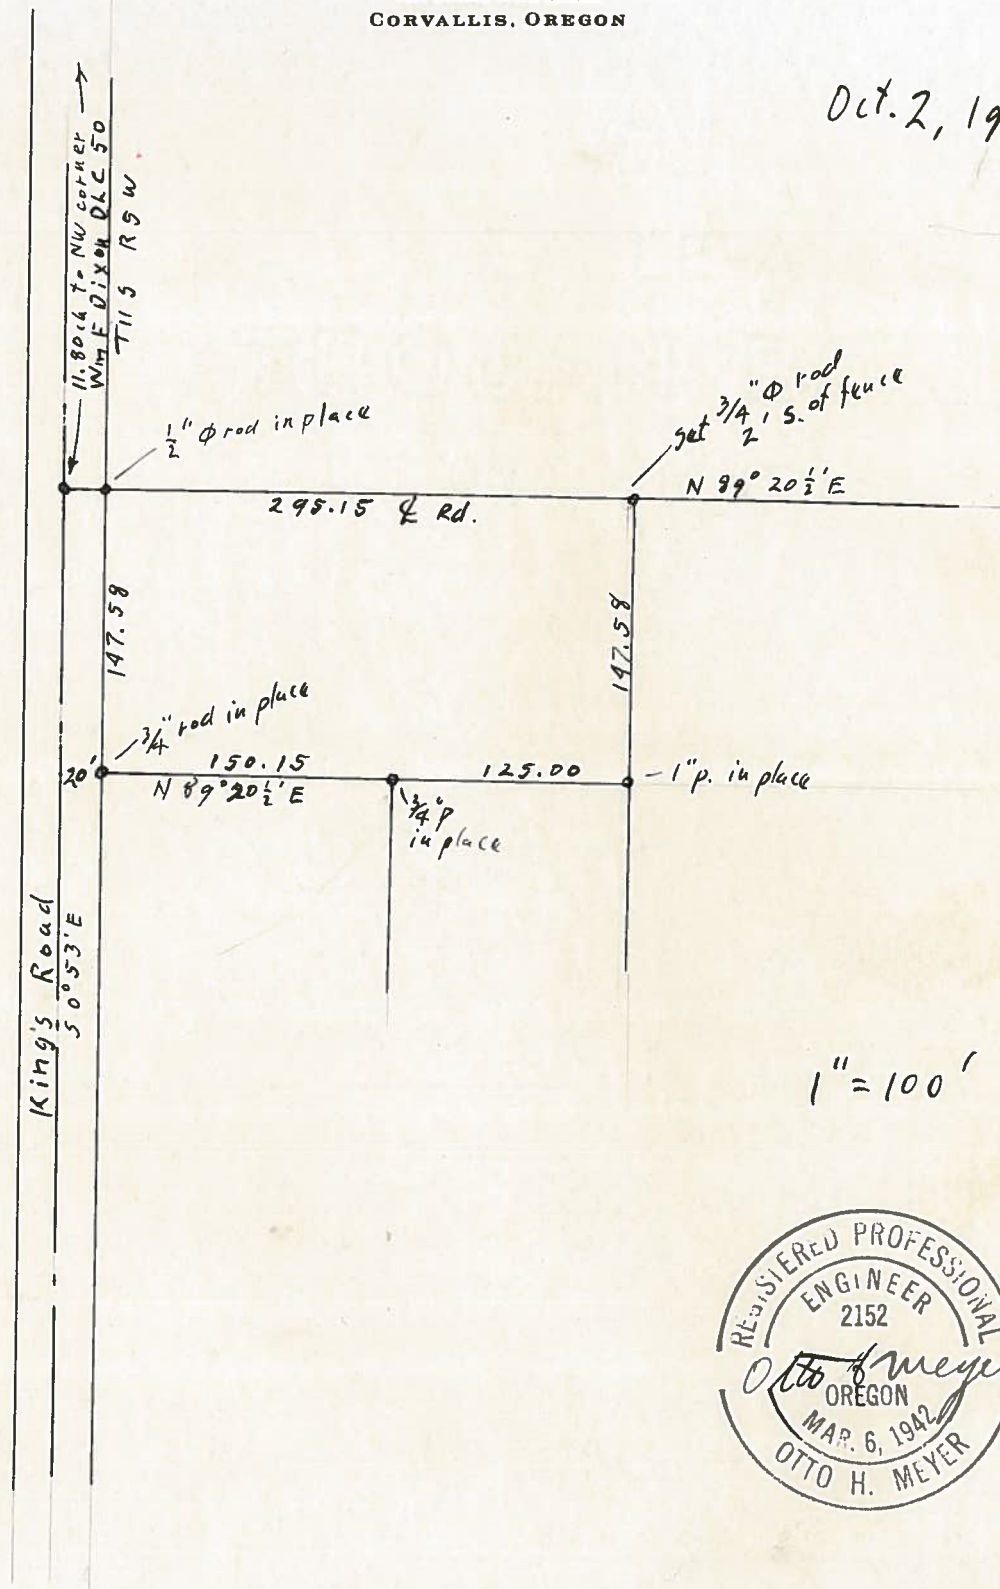 CORVALLIS, OREGON
Oct. 2, 19
11.80 ch to NW corner
Wm F Dixon DLC 50
T11S R5W
1/2" φ rod in place
set 3/4" φ rod
2' S. of fence
N 89° 20 1/2' E
295.15 ℄ Rd.
147.58
147.58
3/4" rod in place
20'
150.15
N 89° 20 1/2' E
125.00
1" p. in place
3/4" p
in place
King's Road
S 0° 53' E
1" = 100'
REGISTERED PROFESSIONAL
ENGINEER
2152
Otto H Meye
OREGON
MAR. 6, 1942
OTTO H. MEYER